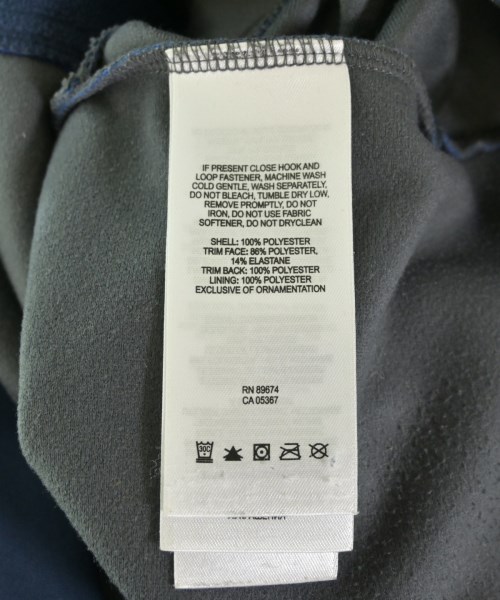 IF PRESENT CLOSE HOOK AND
LOOP FASTENER, MACHINE WASH
COLD GENTLE, WASH SEPARATELY,
DO NOT BLEACH, TUMBLE DRY LOW,
REMOVE PROMPTLY, DO NOT
IRON, DO NOT USE FABRIC
SOFTENER, DO NOT DRYCLEAN
SHELL: 100% POLYESTER
TRIM FACE: 86% POLYESTER,
14% ELASTANE
TRIM BACK: 100% POLYESTER
LINING: 100% POLYESTER
EXCLUSIVE OF ORNAMENTATION
RN 89674
CA 05367
30C